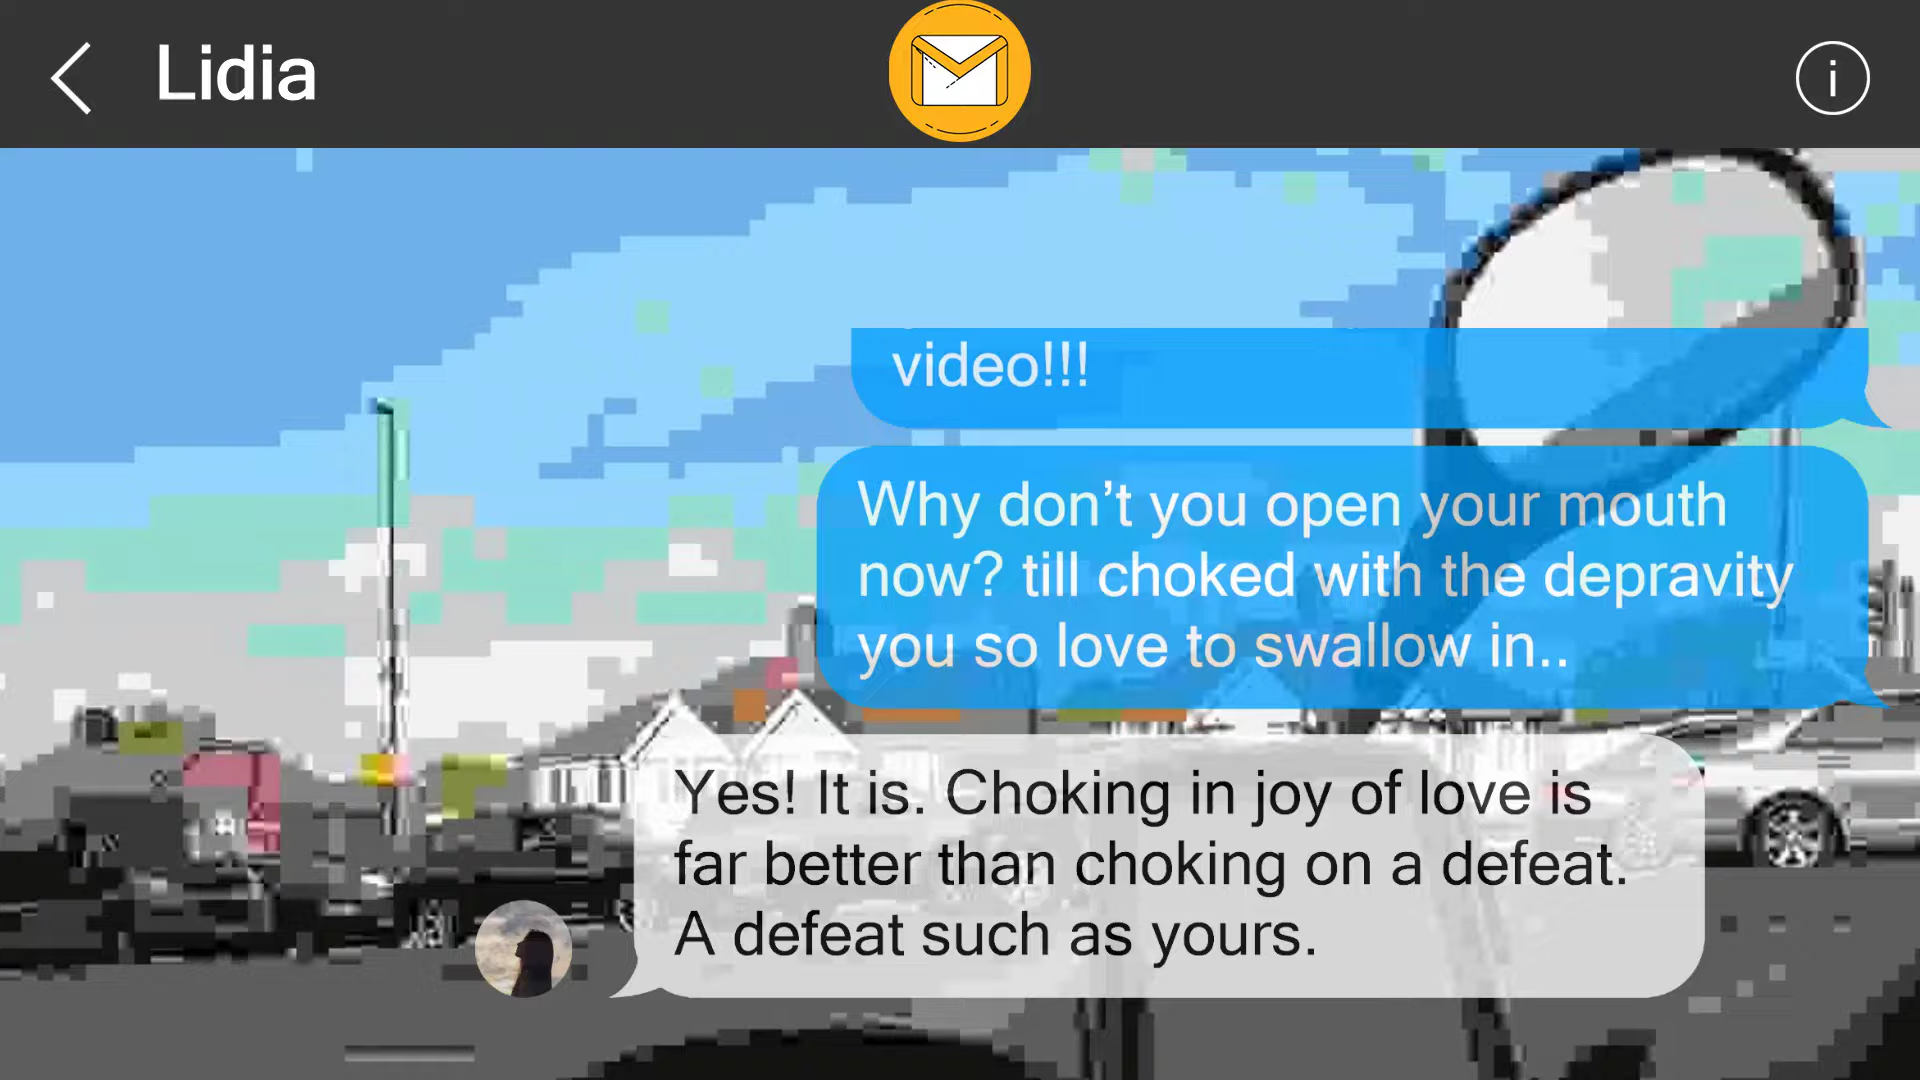 Lidia
i
video!!!
Why don’t you open your mouth
now? till choked with the depravity
you so love to swallow in..
Yes! It is. Choking in joy of love is
far better than choking on a defeat.
A defeat such as yours.